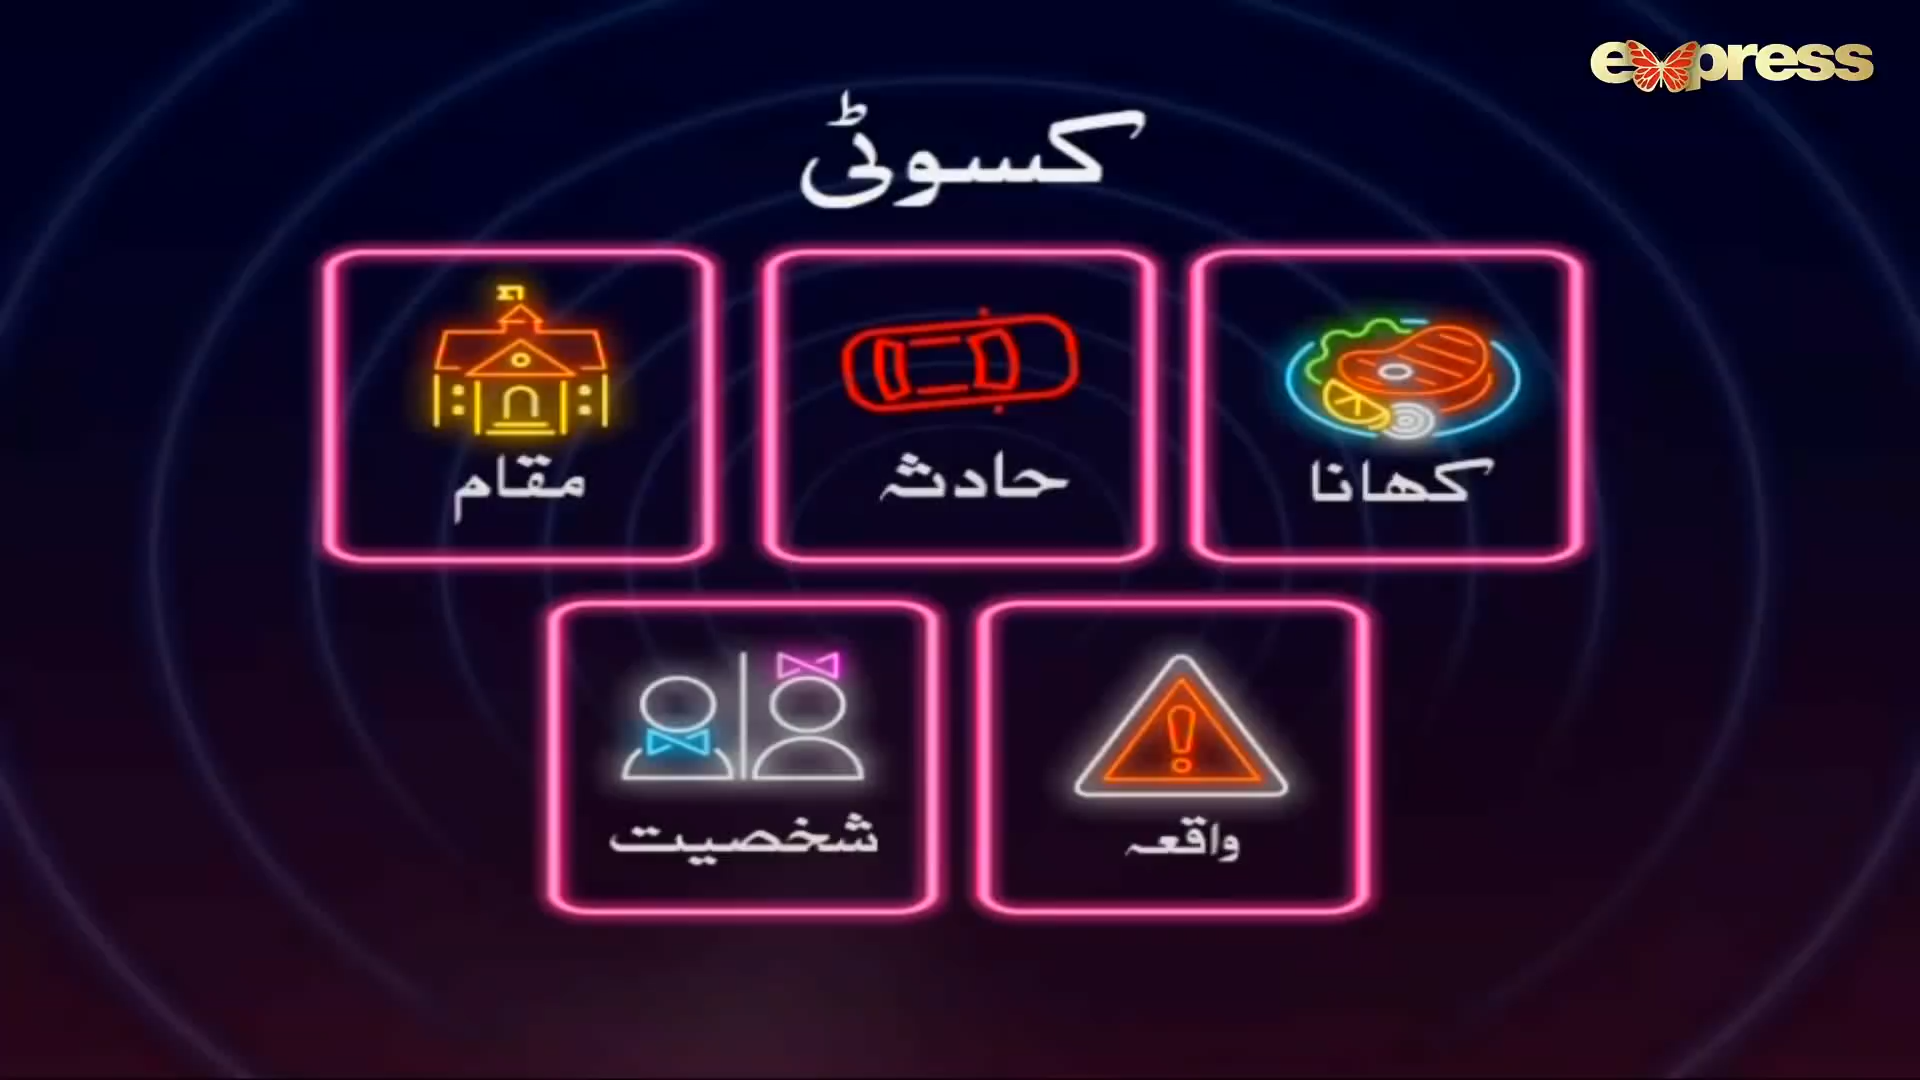 express
کسوٹی
کھانا
حادثہ
مقام
واقعہ
شخصیت